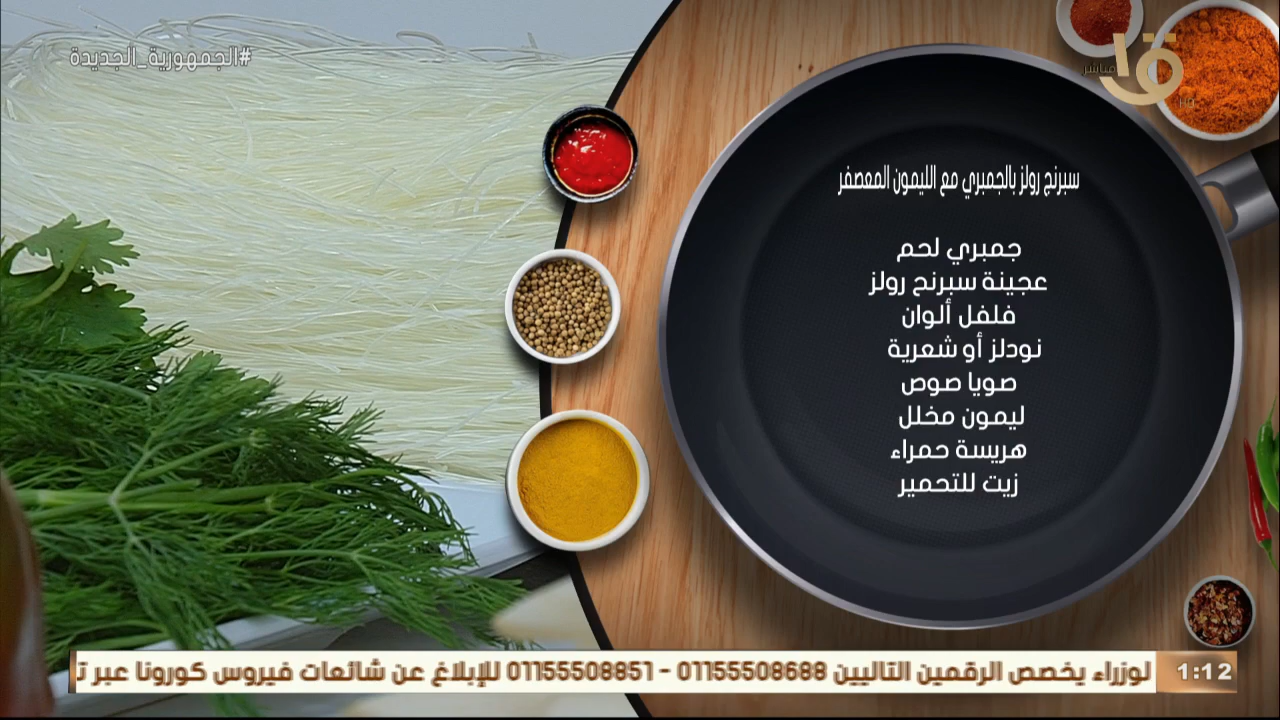 #الجمهورية_الجديدة
مباشر
HD
سبرنج رولز بالجمبري مع الليمون المعصفر
جمبري لحم
عجينة سبرنج رولز
فلفل ألوان
نودلز أو شعرية
صويا صوص
ليمون مخلل
هريسة حمراء
زيت للتحمير
1:12
لوزراء يخصص الرقمين التاليين 01155508688 - 01155508851 للإبلاغ عن شائعات فيروس كورونا عبر ت